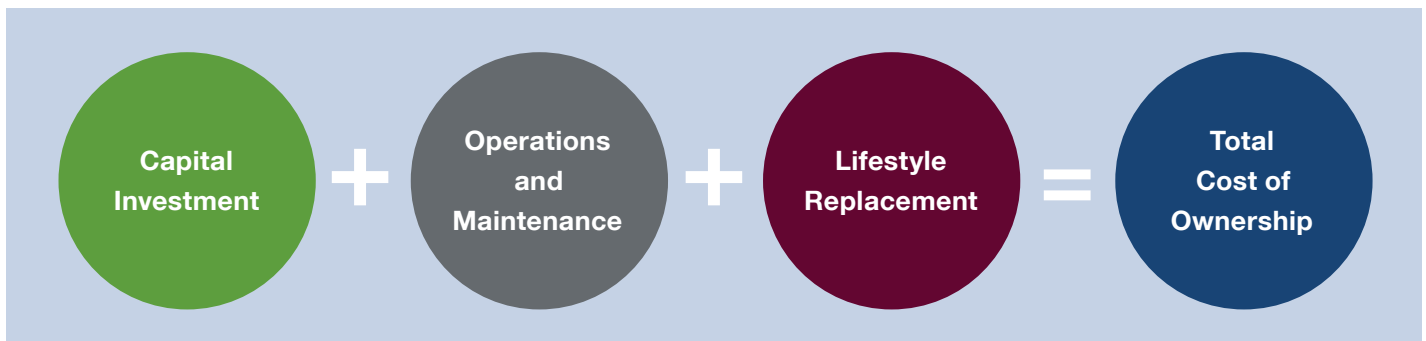 Capital
Investment
+
Operations
and
Maintenance
+
Lifestyle
Replacement
=
Total
Cost of
Ownership